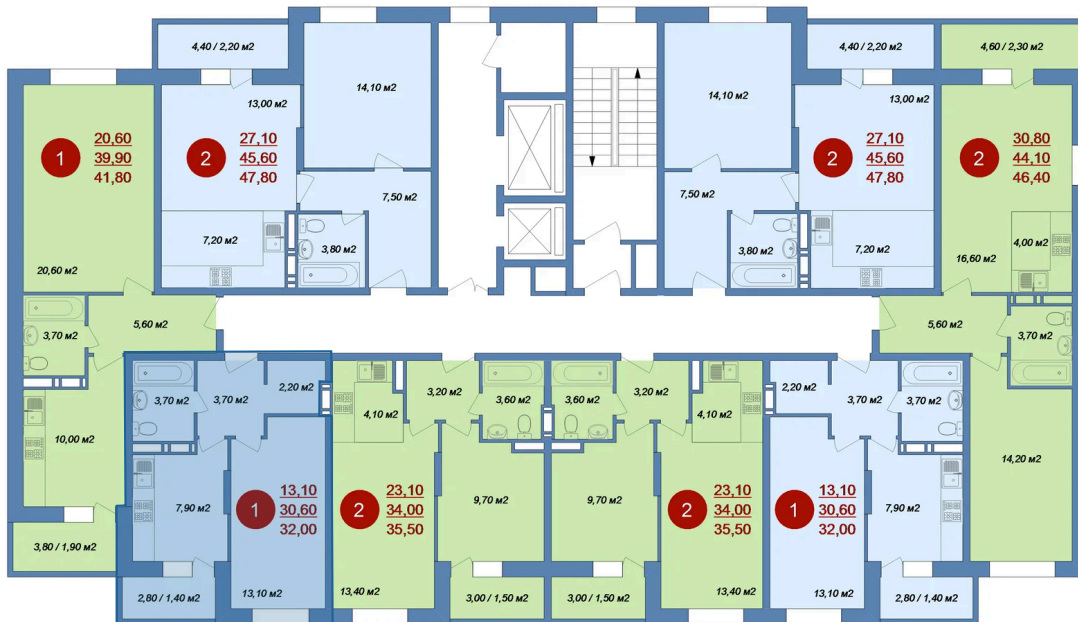 4,40 / 2,20 м2
14,10 м2
13,00 м2
1
20,60
39,90
41,80
2
27,10
45,60
47,80
7,50 м2
7,20 м2
3,80 м2
20,60 м2
4,40 / 2,20 м2
4,60 / 2,30 м2
14,10 м2
13,00 м2
2
27,10
45,60
47,80
2
30,80
44,10
46,40
7,50 м2
3,80 м2
7,20 м2
4,00 м2
16,60 м2
3,70 м2
5,60 м2
5,60 м2
3,70 м2
10,00 м2
3,80 / 1,90 м2
3,70 м2
3,70 м2
2,20 м2
7,90 м2
1
13,10
30,60
32,00
2,80 / 1,40 м2
13,10 м2
4,10 м2
3,20 м2
3,60 м2
2
23,10
34,00
35,50
9,70 м2
13,40 м2
3,00 / 1,50 м2
3,60 м2
3,20 м2
4,10 м2
9,70 м2
2
23,10
34,00
35,50
3,00 / 1,50 м2
13,40 м2
2,20 м2
3,70 м2
3,70 м2
1
13,10
30,60
32,00
7,90 м2
13,10 м2
2,80 / 1,40 м2
14,20 м2